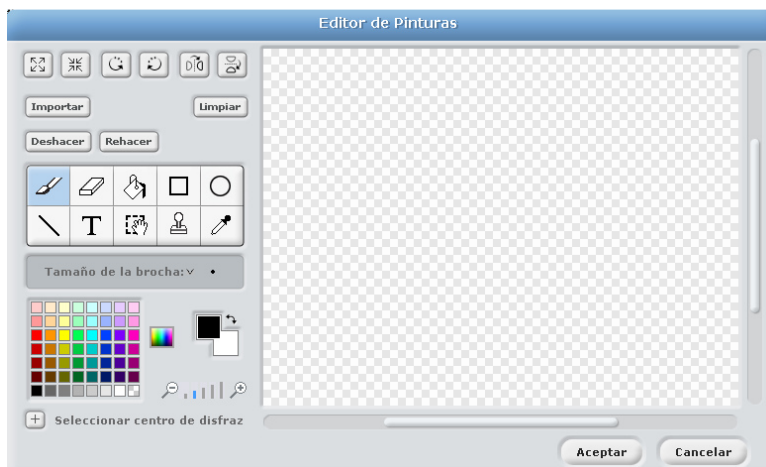 Editor de Pinturas
Importar
Limpiar
Deshacer
Rehacer
T
Tamaño de la brocha:
Seleccionar centro de disfraz
Aceptar
Cancelar